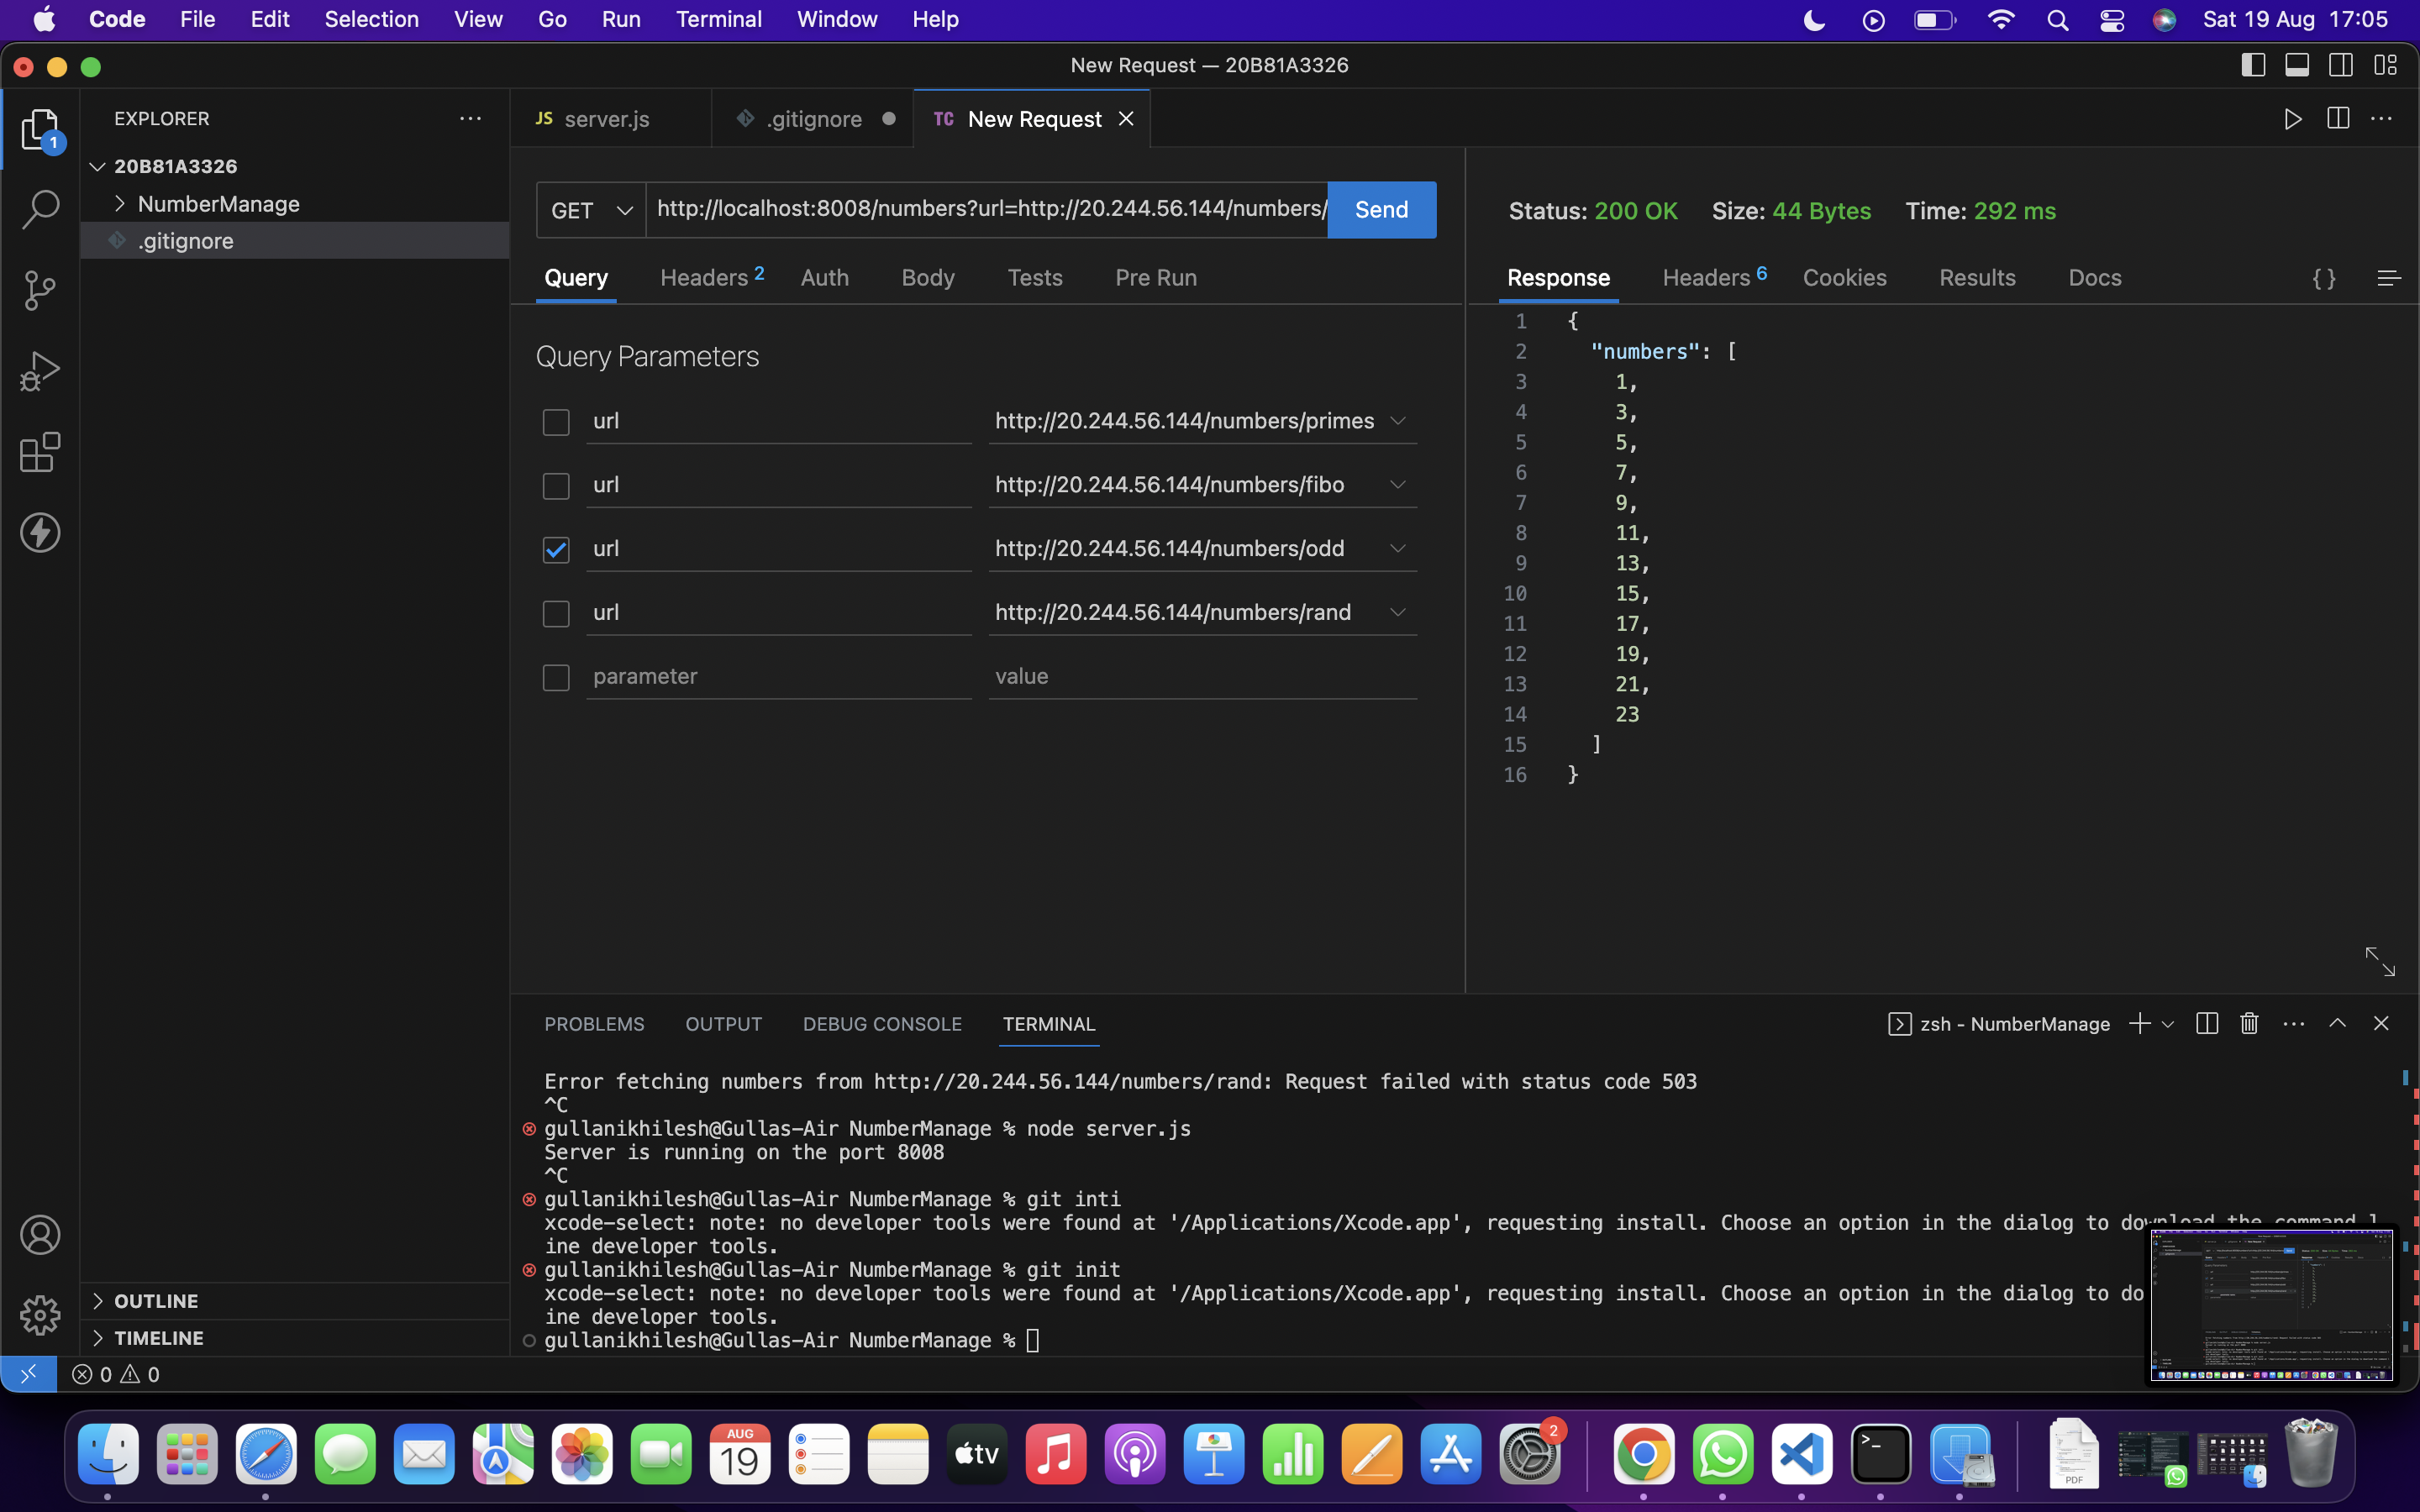 Code File Edit Selection View Go Run Terminal Window Help Sat 19 Aug 17:05
New Request — 20B81A3326
EXPLORER
JS server.js .gitignore TC New Request
1
20B81A3326
NumberManage
.gitignore
GET http://localhost:8008/numbers?url=http://20.244.56.144/numbers/ Send
Query Headers 2 Auth Body Tests Pre Run
Query Parameters
url http://20.244.56.144/numbers/primes
url http://20.244.56.144/numbers/fibo
url http://20.244.56.144/numbers/odd
url http://20.244.56.144/numbers/rand
parameter value
Status: 200 OK Size: 44 Bytes Time: 292 ms
Response Headers 6 Cookies Results Docs { }
1 {
2 "numbers": [
3 1,
4 3,
5 5,
6 7,
7 9,
8 11,
9 13,
10 15,
11 17,
12 19,
13 21,
14 23
15 ]
16 }
PROBLEMS OUTPUT DEBUG CONSOLE TERMINAL zsh - NumberManage
Error fetching numbers from http://20.244.56.144/numbers/rand: Request failed with status code 503
^C
gullanikhilesh@Gullas-Air NumberManage % node server.js
Server is running on the port 8008
^C
gullanikhilesh@Gullas-Air NumberManage % git inti
xcode-select: note: no developer tools were found at '/Applications/Xcode.app', requesting install. Choose an option in the dialog to download the command l
ine developer tools.
gullanikhilesh@Gullas-Air NumberManage % git init
xcode-select: note: no developer tools were found at '/Applications/Xcode.app', requesting install. Choose an option in the dialog to do
ine developer tools.
gullanikhilesh@Gullas-Air NumberManage %
OUTLINE
TIMELINE
0 0
AUG
19
tv
2
>_
PDF